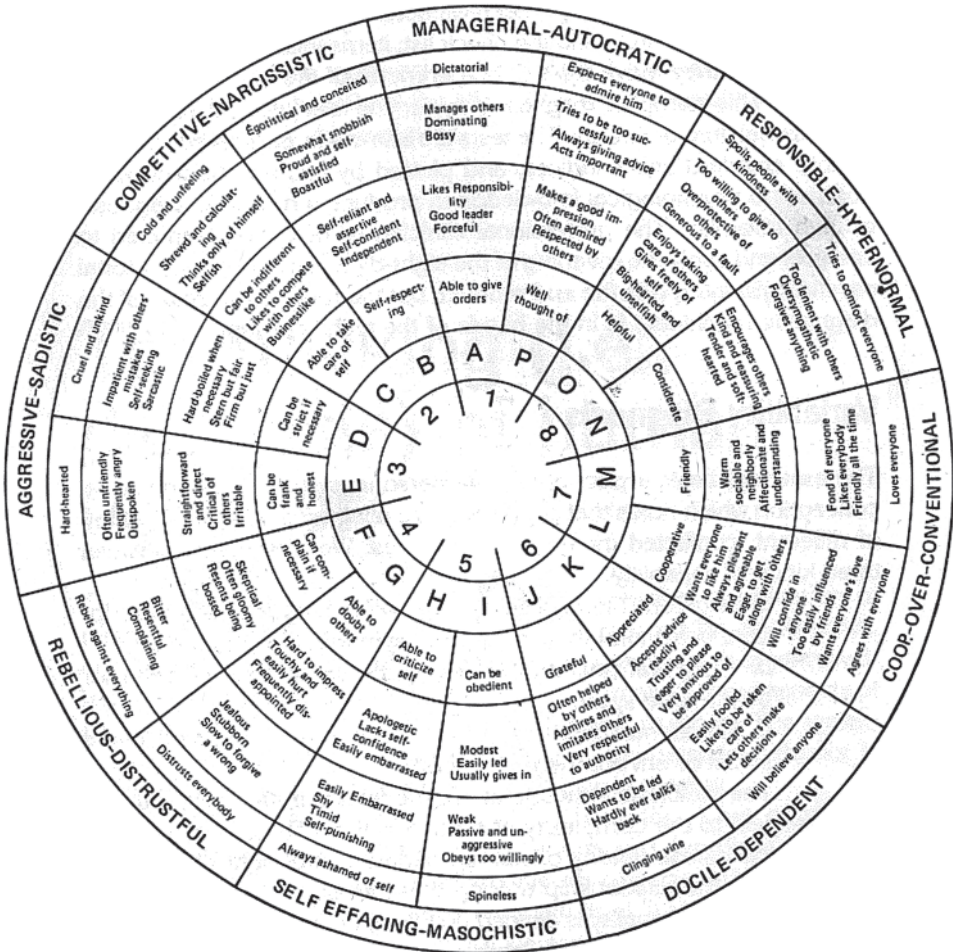 MANAGERIAL–AUTOCRATIC
Dictatorial
Manages others
Dominating
Bossy
Likes Responsibi-
lity
Good leader
Forceful
Able to give
orders
A
Expects everyone to
admire him
Tries to be too suc-
cessful
Always giving advice
Acts important
Makes a good im-
pression
Often admired
Respected by
others
Well
thought of
P
1
RESPONSIBLE–HYPERNORMAL
Spoils people with
kindness
Too willing to give to
others
Overprotective of
others
Generous to a fault
Enjoys taking
care of others
Gives freely of
self
Big-hearted and
unselfish
Helpful
O
Tries to comfort everyone
Too lenient with others
Oversympathetic
Forgives anything
Encourages others
Kind and reassuring
Tender and soft-
hearted
Considerate
N
8
COOP.-OVER-CONVENTIONAL
Loves everyone
Fond of everyone
Likes everybody
Friendly all the time
Warm
sociable and
neighborly
Affectionate and
understanding
Friendly
M
Agrees with everyone
Will confide in
anyone
Too easily influenced
by friends
Wants everyone's love
Wants everyone
to like him
Always pleasant
and agreeable
Eager to get
along with others
Cooperative
L
7
DOCILE–DEPENDENT
Will believe anyone
Easily fooled
Likes to be taken
care of
Lets others make
decisions
Accepts advice
readily
Trusting and
eager to please
Very anxious to
be approved of
Appreciated
K
Clinging vine
Dependent
Wants to be led
Hardly ever talks
back
Often helped
by others
Admires and
imitates others
Very respectful
to authority
Grateful
J
6
SELF EFFACING–MASOCHISTIC
Spineless
Weak
Passive and un-
aggressive
Obeys too willingly
Modest
Easily led
Usually gives in
Can be
obedient
I
Always ashamed of self
Easily Embarrassed
Shy
Timid
Self-punishing
Apologetic
Lacks self-
confidence
Easily embarrassed
Able to
criticize
self
H
5
REBELLIOUS–DISTRUSTFUL
Distrusts everybody
Jealous
Stubborn
Slow to forgive
a wrong
Hard to impress
Touchy and
easily hurt
Frequently dis-
appointed
Able to
doubt
others
G
Rebels against everything
Bitter
Resentful
Complaining
Skeptical
Often gloomy
Resents being
bossed
Can com-
plain if
necessary
F
4
AGGRESSIVE–SADISTIC
Hard-hearted
Often unfriendly
Frequently angry
Outspoken
Straightforward
and direct
Critical of
others
Irritable
Can be
frank
and
honest
E
Cruel and unkind
Impatient with others'
mistakes
Self-seeking
Sarcastic
Hard-boiled when
necessary
Stern but fair
Firm but just
Can be
strict if
necessary
D
3
COMPETITIVE–NARCISSISTIC
Cold and unfeeling
Shrewd and calculat-
ing
Thinks only of himself
Selfish
Can be indifferent
to others
Likes to compete
with others
Businesslike
Able to take
care of
self
C
Egotistical and conceited
Somewhat snobbish
Proud and self-
satisfied
Boastful
Self-reliant and
assertive
Self-confident
Independent
Self-respect-
ing
B
2